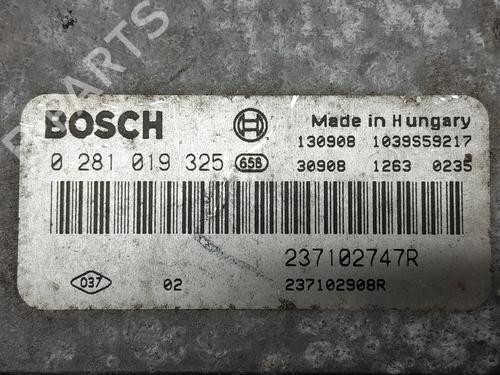 BOSCH
Made in Hungary
130908 1039S59217
0 281 019 325 658
30908 1263 0235
237102747R
037 02 237102908R